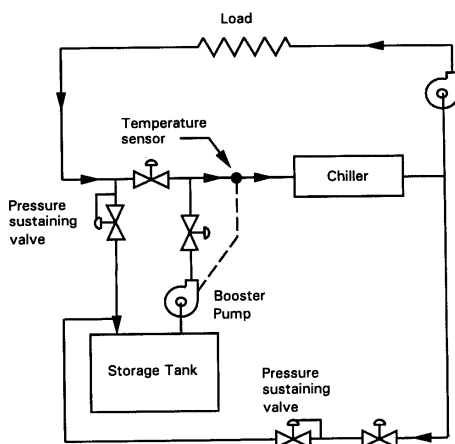 Load
Temperature
sensor
Chiller
Pressure
sustaining
valve
Booster
Pump
Storage Tank
Pressure
sustaining
valve